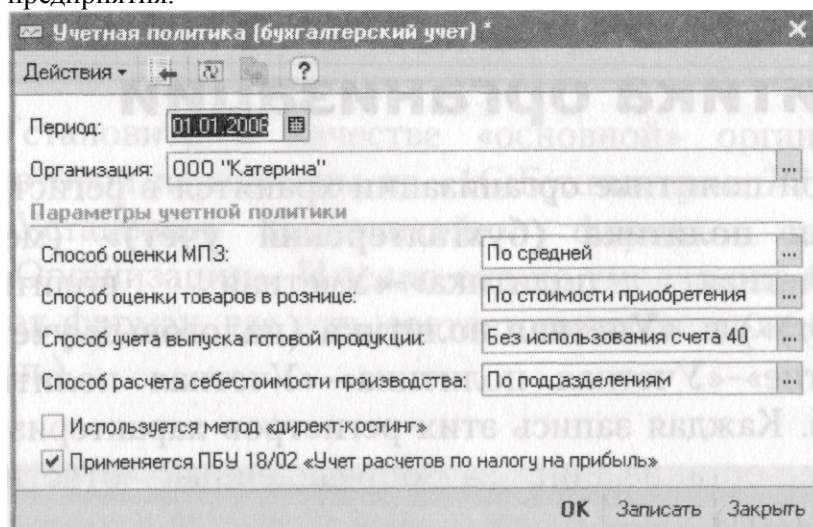 предприятия.
Учетная политика (бухгалтерский учет) *
Действия
Период: 01.01.2006
Организация: ООО "Катерина"
Параметры учетной политики
Способ оценки МПЗ: По средней
Способ оценки товаров в рознице: По стоимости приобретения
Способ учета выпуска готовой продукции: Без использования счета 40
Способ расчета себестоимости производства: По подразделениям
Используется метод «директ-костинг»
Применяется ПБУ 18/02 «Учет расчетов по налогу на прибыль»
OK Записать Закрыть